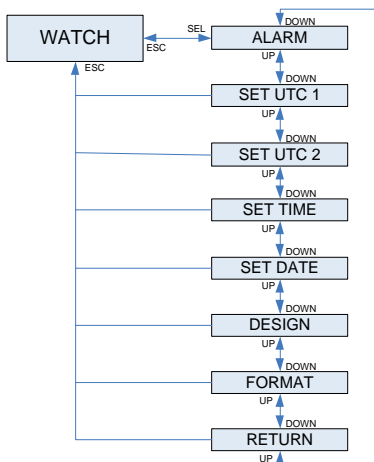 DOWN
WATCH
SEL
ESC
ALARM
ESC
UP
DOWN
SET UTC 1
UP
DOWN
SET UTC 2
UP
DOWN
SET TIME
UP
DOWN
SET DATE
UP
DOWN
DESIGN
UP
DOWN
FORMAT
UP
DOWN
RETURN
UP